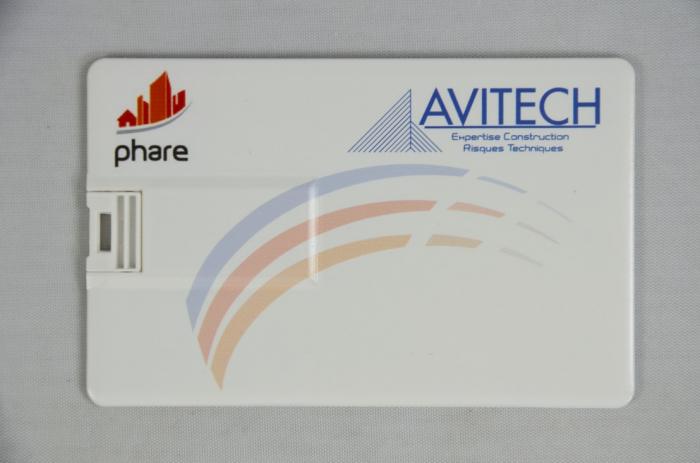 phare
AVITECH
Expertise Construction
Risques Techniques